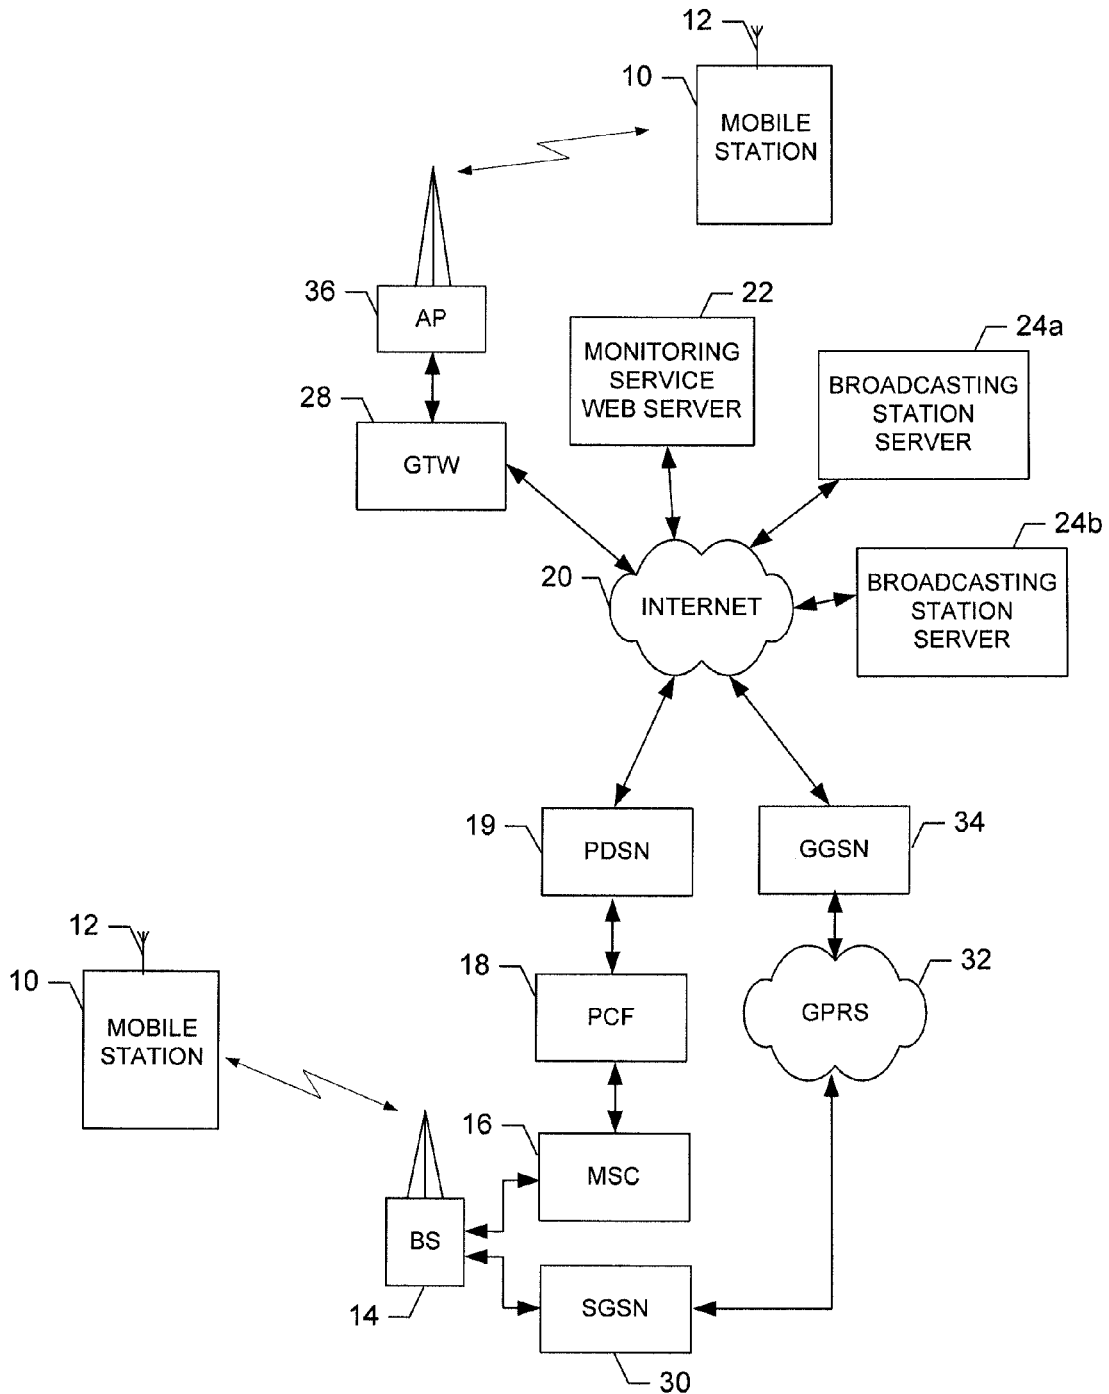 12
10
MOBILE
STATION
36
AP
22
MONITORING
SERVICE
WEB SERVER
24a
BROADCASTING
STATION
SERVER
28
GTW
24b
BROADCASTING
STATION
SERVER
20
INTERNET
19
PDSN
34
GGSN
12
10
MOBILE
STATION
18
PCF
32
GPRS
16
MSC
BS
14
SGSN
30